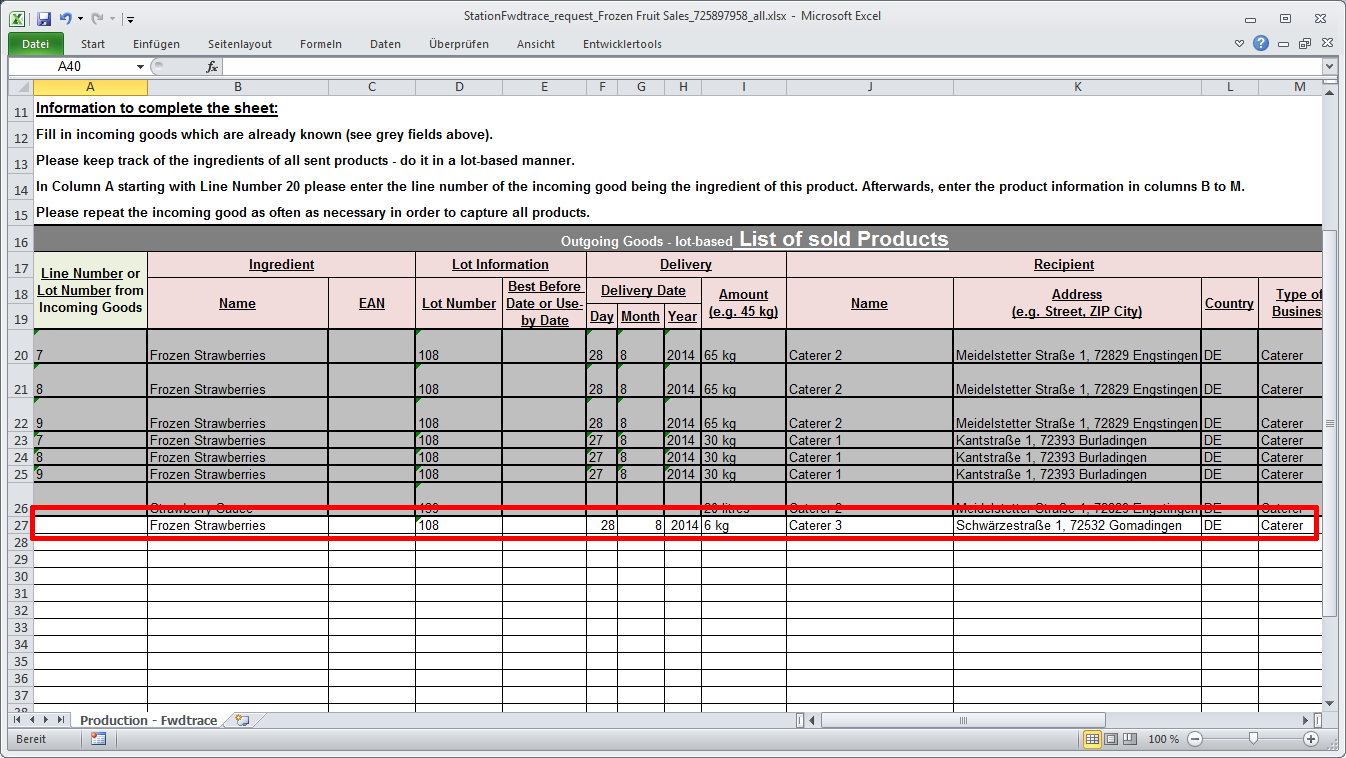 StationFwdtrace_request_Frozen Fruit Sales_725897958_all.xlsx - Microsoft Excel
Datei Start Einfügen Seitenlayout Formeln Daten Überprüfen Ansicht Entwicklertools
A40 fx
A B C D E F G H I J K L M
11 Information to complete the sheet:
12 Fill in incoming goods which are already known (see grey fields above).
13 Please keep track of the ingredients of all sent products - do it in a lot-based manner.
14 In Column A starting with Line Number 20 please enter the line number of the incoming good being the ingredient of this product. Afterwards, enter the product information in columns B to M.
15 Please repeat the incoming good as often as necessary in order to capture all products.
16 Outgoing Goods - lot-based List of sold Products
17 Line Number or Lot Number from Incoming Goods Ingredient Lot Information Delivery Recipient
18 Name EAN Lot Number Best Before Date or Use-by Date Delivery Date Amount (e.g. 45 kg) Name Address (e.g. Street, ZIP City) Country Type of Business
19 Day Month Year
20 7 Frozen Strawberries 108 28 8 2014 65 kg Caterer 2 Meidelstetter Straße 1, 72829 Engstingen DE Caterer
21 8 Frozen Strawberries 108 28 8 2014 65 kg Caterer 2 Meidelstetter Straße 1, 72829 Engstingen DE Caterer
22 9 Frozen Strawberries 108 28 8 2014 65 kg Caterer 2 Meidelstetter Straße 1, 72829 Engstingen DE Caterer
23 7 Frozen Strawberries 108 27 8 2014 30 kg Caterer 1 Kantstraße 1, 72393 Burladingen DE Caterer
24 8 Frozen Strawberries 108 27 8 2014 30 kg Caterer 1 Kantstraße 1, 72393 Burladingen DE Caterer
25 9 Frozen Strawberries 108 27 8 2014 30 kg Caterer 1 Kantstraße 1, 72393 Burladingen DE Caterer
26 Strawberry Sauce 20 litres Caterer 2 Meidelstetter Straße 1, 72829 Engstingen DE Caterer
27 Frozen Strawberries 108 28 8 2014 6 kg Caterer 3 Schwärzestraße 1, 72532 Gomadingen DE Caterer
28
29
30
31
32
33
34
35
36
37
38
Production - Fwdtrace
Bereit 100 %